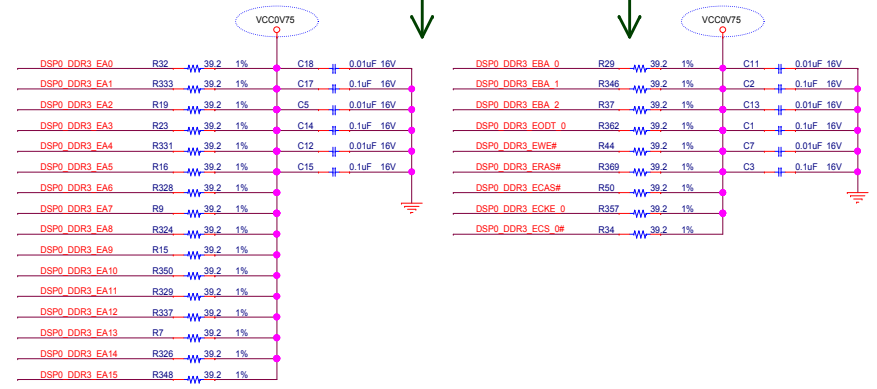 VCC0V75
DSP0_DDR3_EA0 R32 39.2 1% C18 0.01uF 16V
DSP0_DDR3_EA1 R333 39.2 1% C17 0.1uF 16V
DSP0_DDR3_EA2 R19 39.2 1% C5 0.01uF 16V
DSP0_DDR3_EA3 R23 39.2 1% C14 0.1uF 16V
DSP0_DDR3_EA4 R331 39.2 1% C12 0.01uF 16V
DSP0_DDR3_EA5 R16 39.2 1% C15 0.1uF 16V
DSP0_DDR3_EA6 R328 39.2 1%
DSP0_DDR3_EA7 R9 39.2 1%
DSP0_DDR3_EA8 R324 39.2 1%
DSP0_DDR3_EA9 R15 39.2 1%
DSP0_DDR3_EA10 R350 39.2 1%
DSP0_DDR3_EA11 R329 39.2 1%
DSP0_DDR3_EA12 R337 39.2 1%
DSP0_DDR3_EA13 R7 39.2 1%
DSP0_DDR3_EA14 R326 39.2 1%
DSP0_DDR3_EA15 R348 39.2 1%
VCC0V75
DSP0_DDR3_EBA_0 R29 39.2 1% C11 0.01uF 16V
DSP0_DDR3_EBA_1 R346 39.2 1% C2 0.1uF 16V
DSP0_DDR3_EBA_2 R37 39.2 1% C13 0.01uF 16V
DSP0_DDR3_EODT_0 R362 39.2 1% C1 0.1uF 16V
DSP0_DDR3_EWE# R44 39.2 1% C7 0.01uF 16V
DSP0_DDR3_ERAS# R369 39.2 1% C3 0.1uF 16V
DSP0_DDR3_ECAS# R50 39.2 1%
DSP0_DDR3_ECKE_0 R357 39.2 1%
DSP0_DDR3_ECS_0# R34 39.2 1%